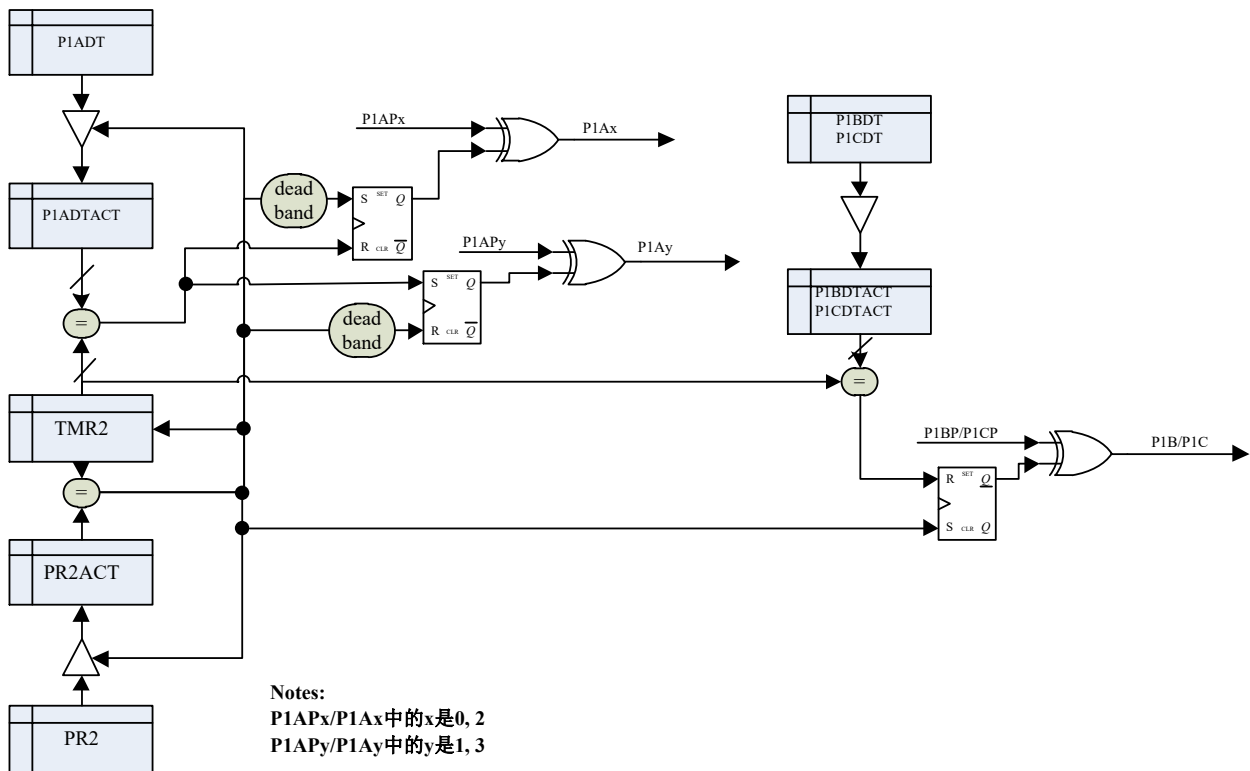 P1ADT
P1ADTACT
=
TMR2
=
PR2ACT
PR2
dead
band
S SET Q
R CLR Q
P1APx
P1Ax
dead
band
S SET Q
R CLR Q
P1APy
P1Ay
P1BDT
P1CDT
P1BDTACT
P1CDTACT
=
P1BP/P1CP
R SET Q
S CLR Q
P1B/P1C
Notes:
P1APx/P1Ax中的x是0, 2
P1APy/P1Ay中的y是1, 3